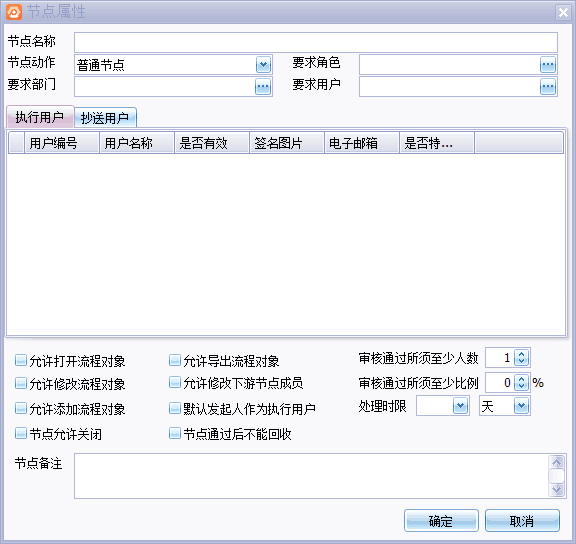 节点属性
节点名称
节点动作 普通节点 要求角色
要求部门 要求用户
执行用户 抄送用户
用户编号 用户名称 是否有效 签名图片 电子邮箱 是否特...
允许打开流程对象 允许导出流程对象 审核通过所须至少人数 1
允许修改流程对象 允许修改下游节点成员 审核通过所须至少比例 0 %
允许添加流程对象 默认发起人作为执行用户 处理时限 天
节点允许关闭 节点通过后不能回收
节点备注
确定 取消